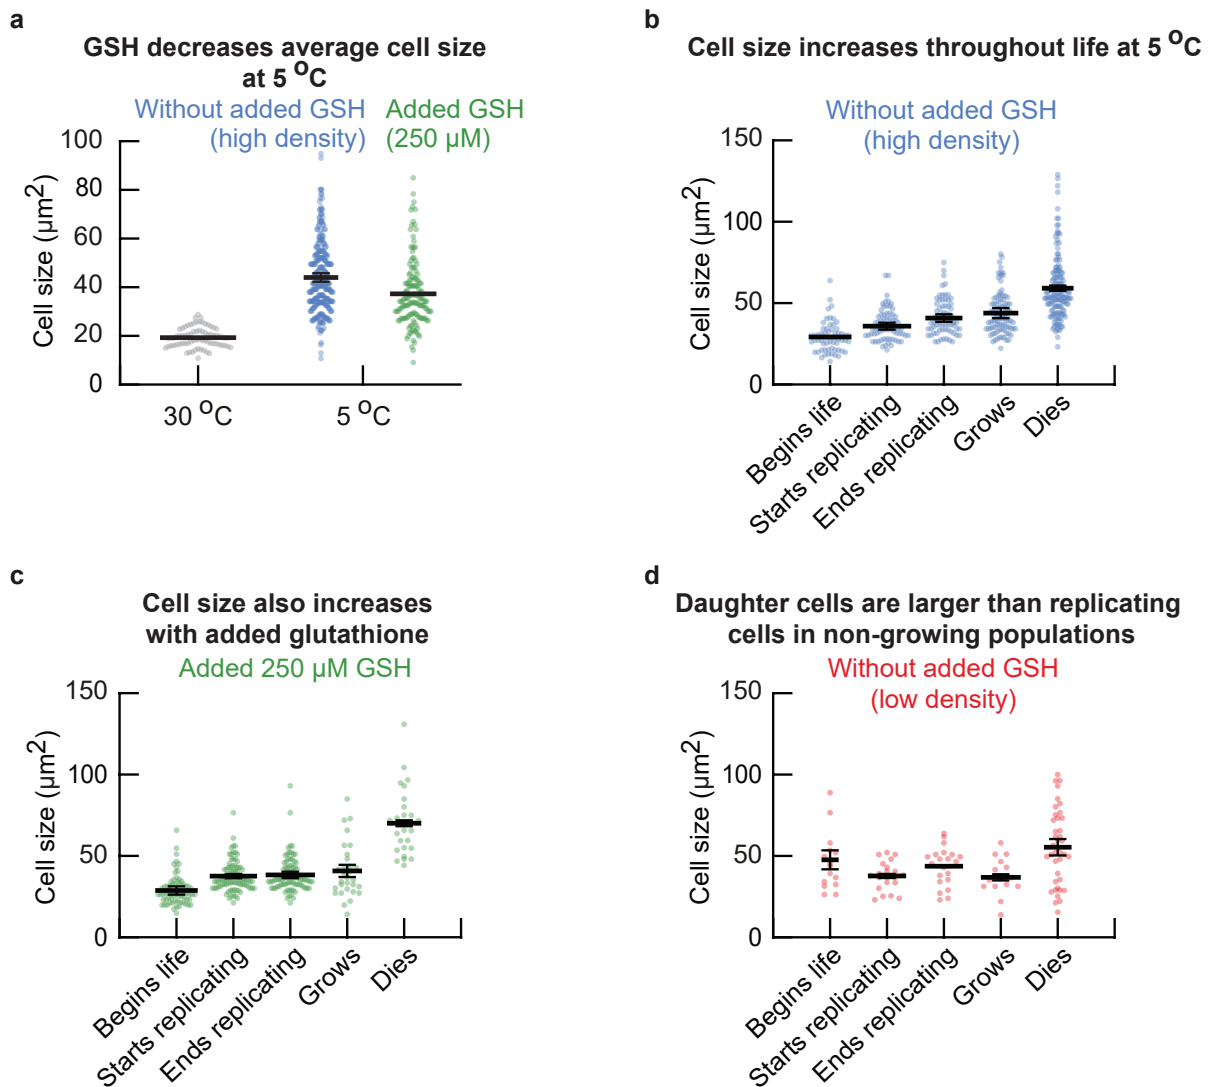 a
GSH decreases average cell size
at 5 °C
Without added GSH
(high density)
Added GSH
(250 µM)
Cell size (µm²)
100
80
60
40
20
0
30 °C
5 °C
b
Cell size increases throughout life at 5 °C
Without added GSH
(high density)
Cell size (µm²)
150
100
50
0
Begins life
Starts replicating
Ends replicating
Grows
Dies
c
Cell size also increases
with added glutathione
Added 250 µM GSH
Cell size (µm²)
150
100
50
0
Begins life
Starts replicating
Ends replicating
Grows
Dies
d
Daughter cells are larger than replicating
cells in non-growing populations
Without added GSH
(low density)
Cell size (µm²)
150
100
50
0
Begins life
Starts replicating
Ends replicating
Grows
Dies